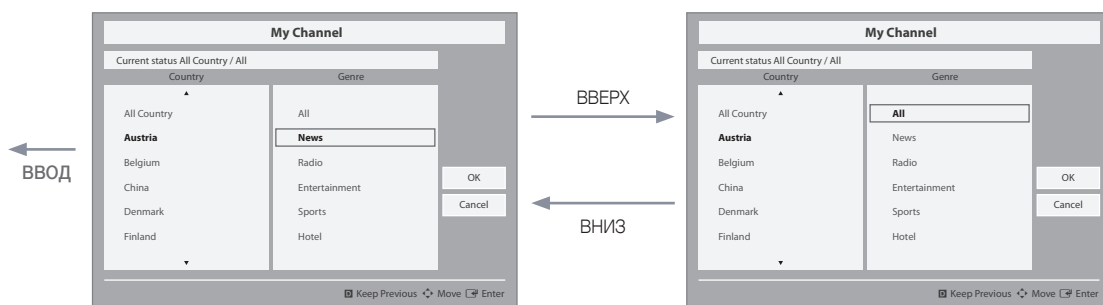 My Channel
Current status All Country / All
Country Genre
All Country All
Austria News
Belgium Radio
China Entertainment
Denmark Sports
Finland Hotel
OK
Cancel
D Keep Previous Move Enter
ВВОД
ВВЕРХ
ВНИЗ
My Channel
Current status All Country / All
Country Genre
All Country All
Austria News
Belgium Radio
China Entertainment
Denmark Sports
Finland Hotel
OK
Cancel
D Keep Previous Move Enter